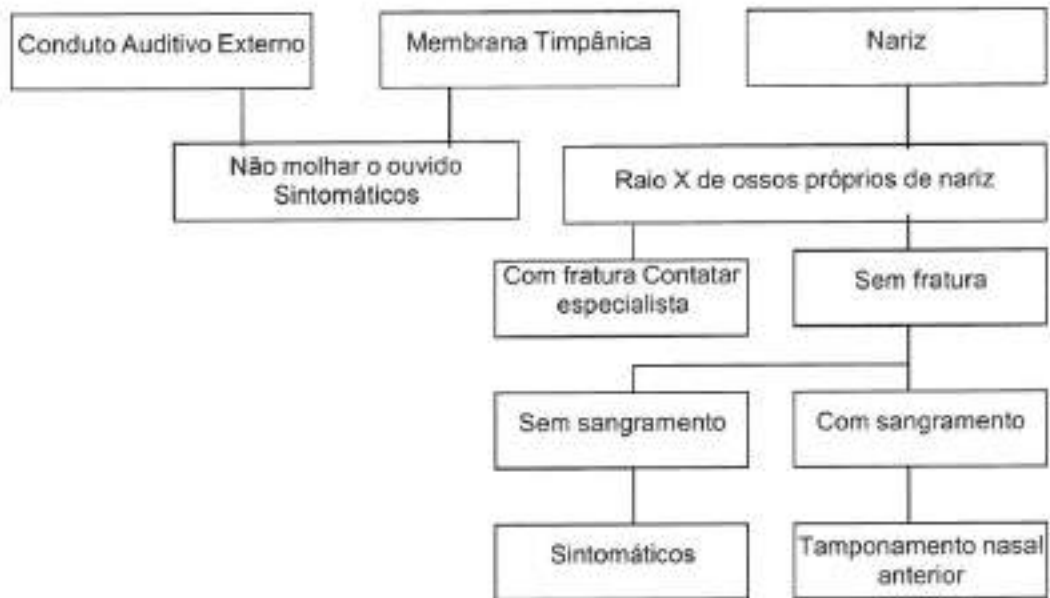 Conduto Auditivo Externo
Membrana Timpânica
Nariz
Não molhar o ouvido
Sintomáticos
Raio X de ossos próprios de nariz
Com fratura Contatar
especialista
Sem fratura
Sem sangramento
Com sangramento
Sintomáticos
Tamponamento nasal
anterior